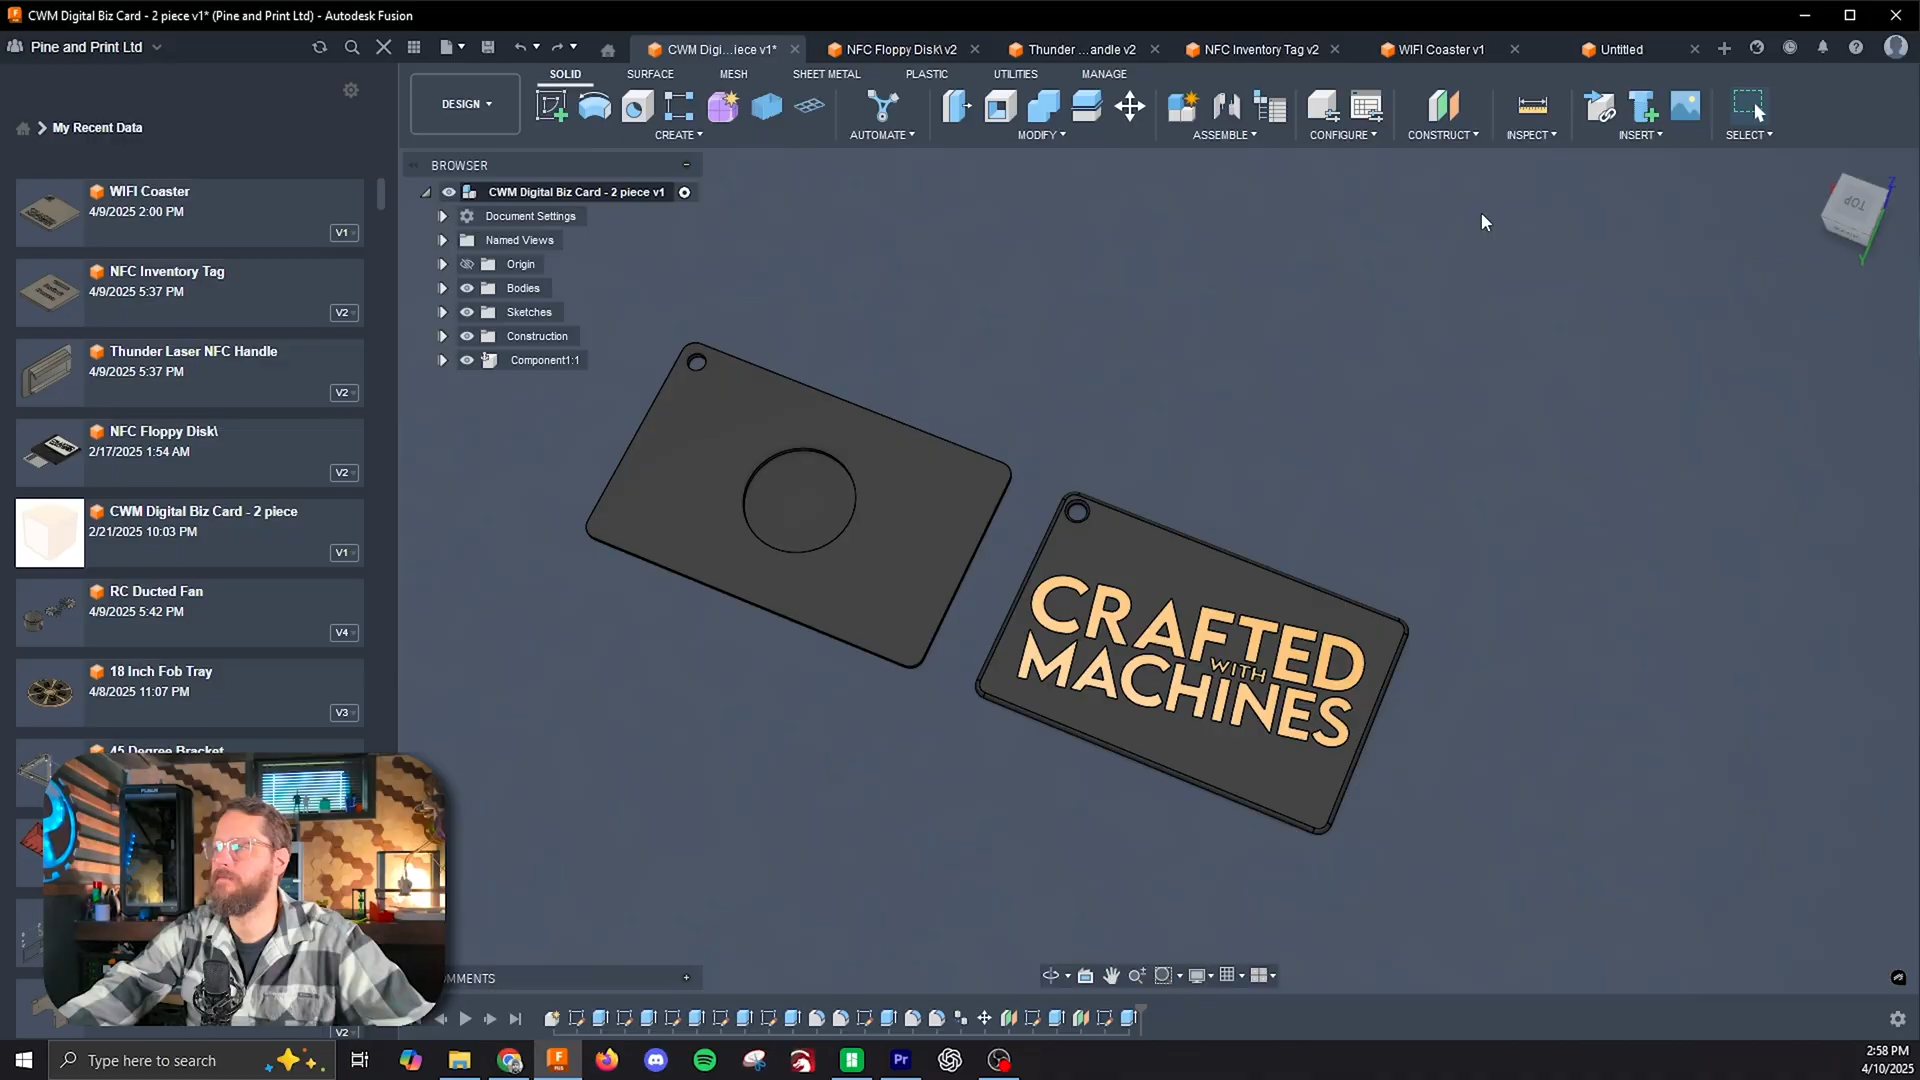 CWM Digital Biz Card - 2 piece v1* (Pine and Print Ltd) - Autodesk Fusion
Pine and Print Ltd
CWM Digi...iece v1*
NFC Floppy Disk\ v2
Thunder ...andle v2
NFC Inventory Tag v2
WIFI Coaster v1
Untitled
DESIGN
SOLID
SURFACE
MESH
SHEET METAL
PLASTIC
UTILITIES
MANAGE
CREATE
AUTOMATE
MODIFY
ASSEMBLE
CONFIGURE
CONSTRUCT
INSPECT
INSERT
SELECT
My Recent Data
WIFI Coaster
4/9/2025 2:00 PM
V1
NFC Inventory Tag
4/9/2025 5:37 PM
V2
Thunder Laser NFC Handle
4/9/2025 5:37 PM
V2
NFC Floppy Disk\
2/17/2025 1:54 AM
V2
CWM Digital Biz Card - 2 piece
2/21/2025 10:03 PM
V1
RC Ducted Fan
4/9/2025 5:42 PM
V4
18 Inch Fob Tray
4/8/2025 11:07 PM
V3
45 Degree Bracket
V2
BROWSER
CWM Digital Biz Card - 2 piece v1
Document Settings
Named Views
Origin
Bodies
Sketches
Construction
Component1:1
TOP
Z
Y
CRAFTED
WITH
MACHINES
OMMENTS
Type here to search
2:58 PM
4/10/2025